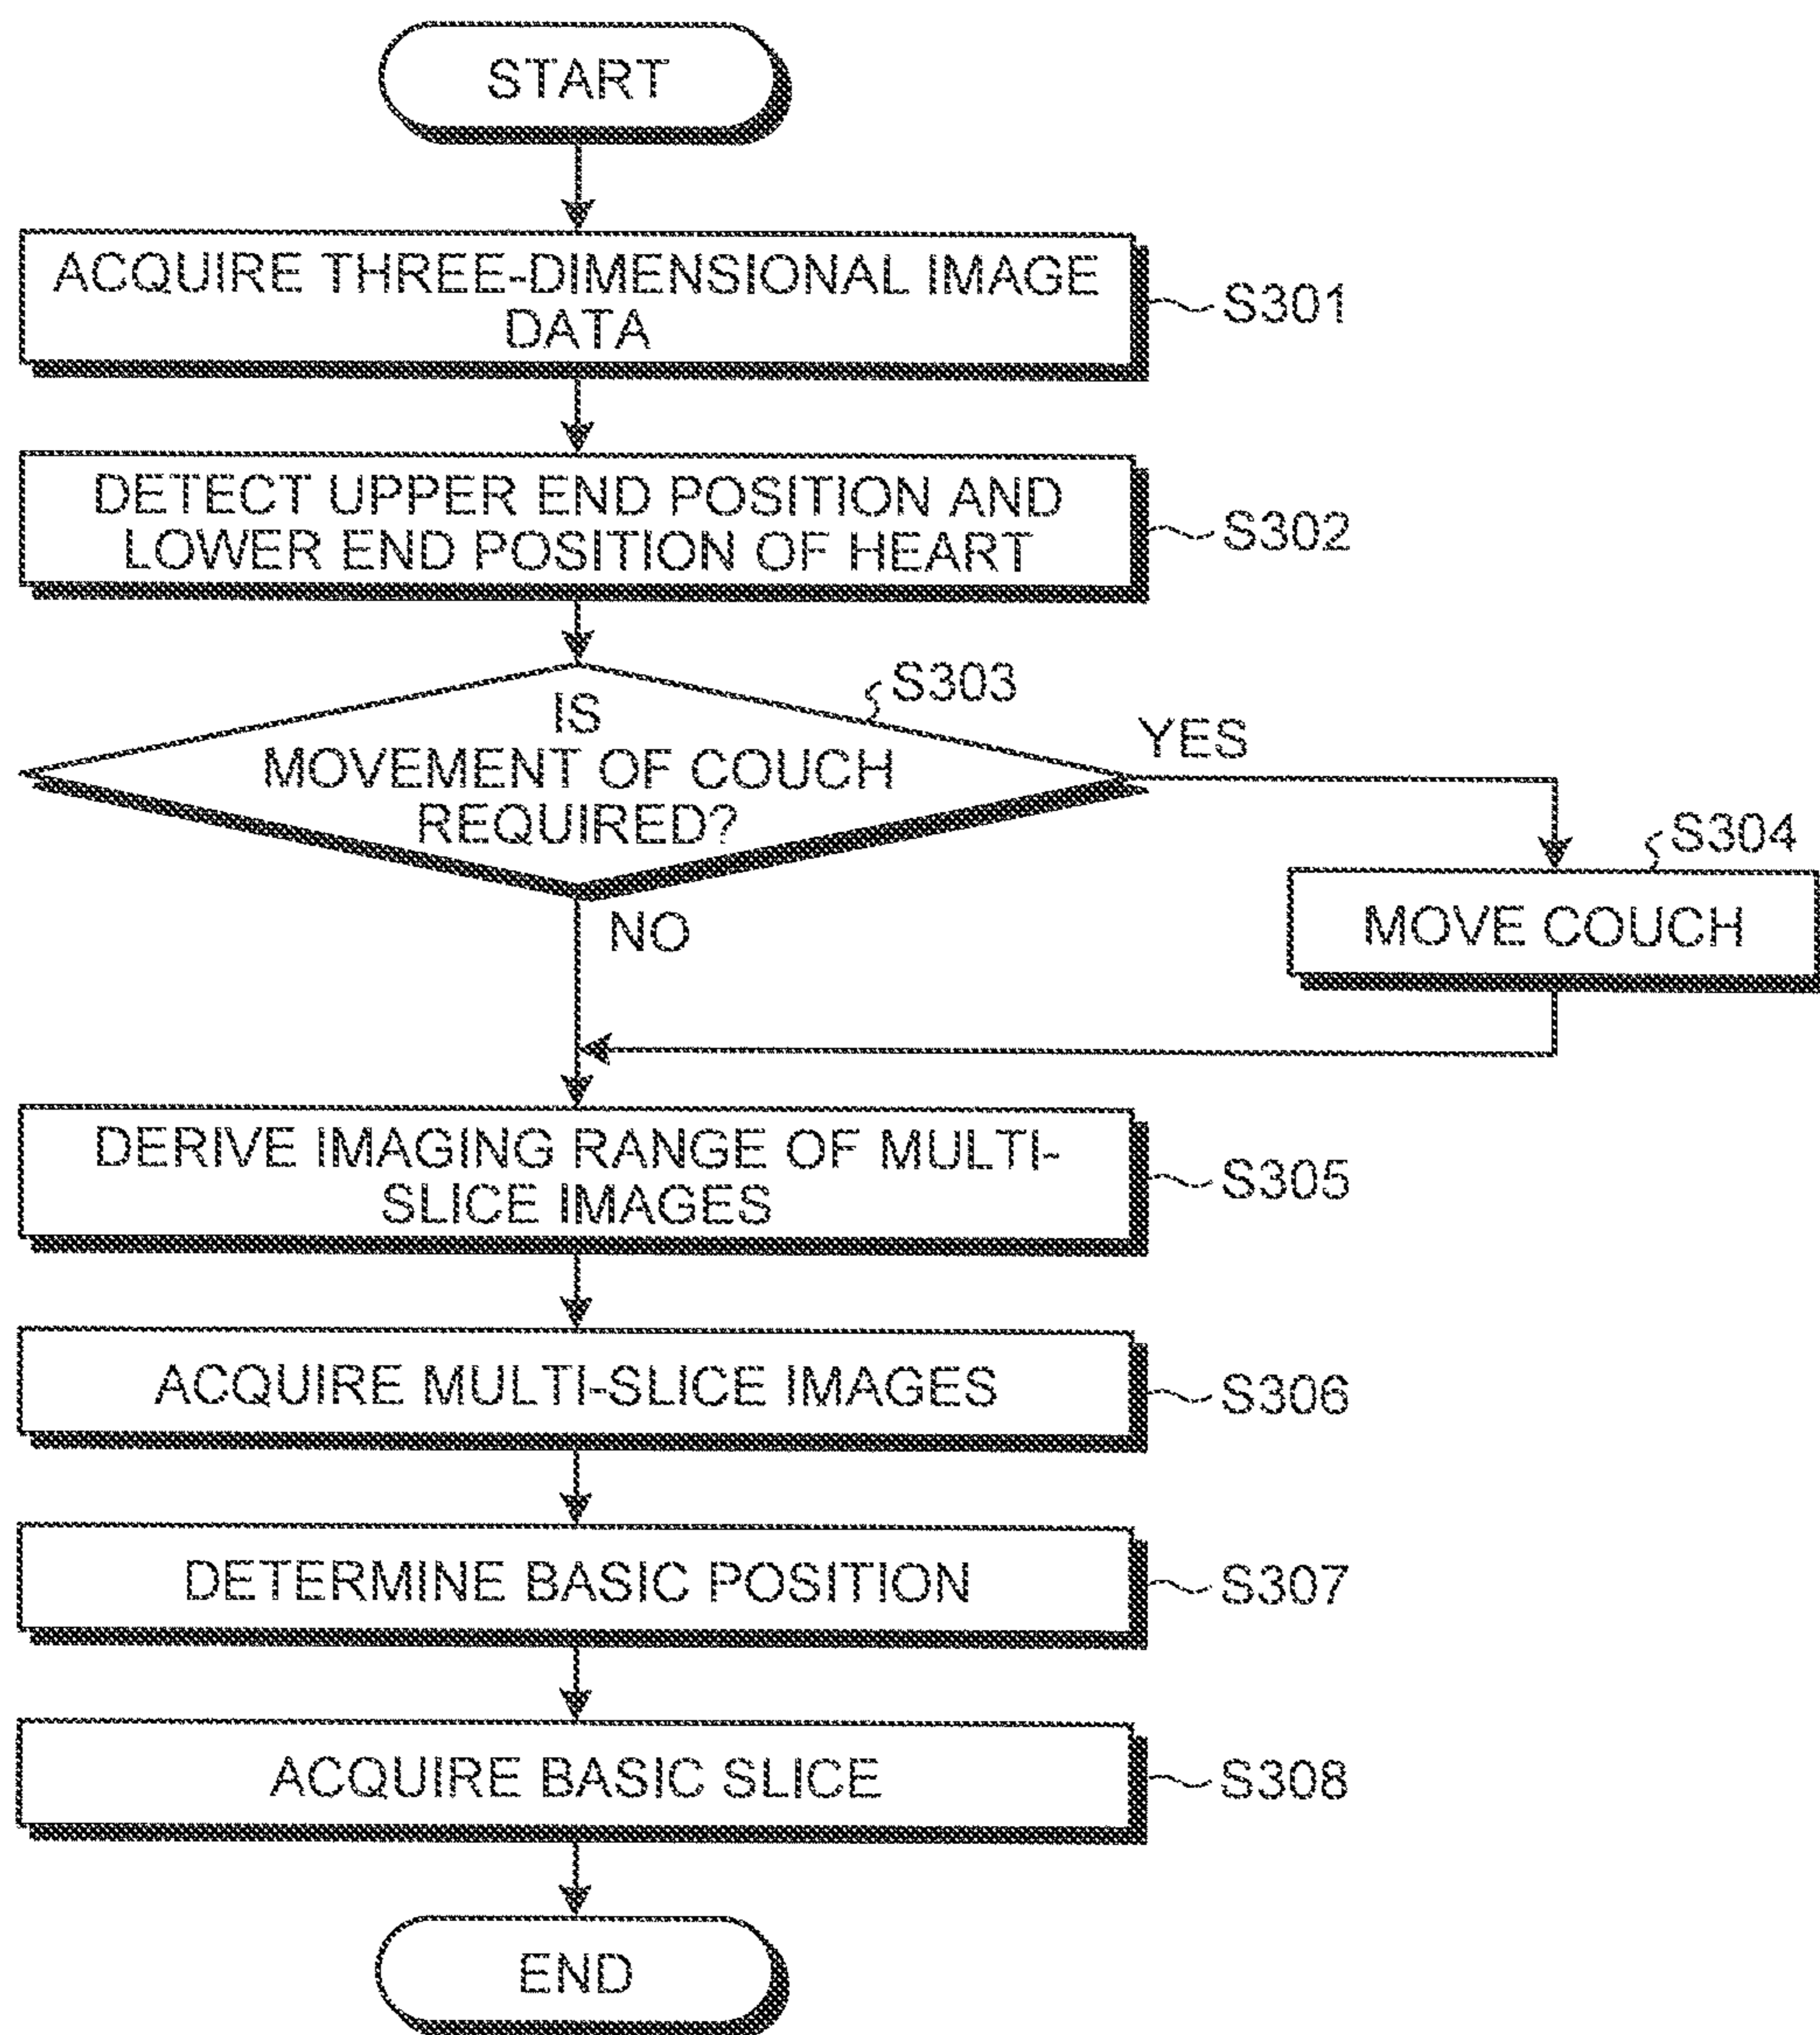 START
ACQUIRE THREE-DIMENSIONAL IMAGE
DATA
S301
DETECT UPPER END POSITION AND
LOWER END POSITION OF HEART
S302
S303
IS
MOVEMENT OF COUCH
REQUIRED?
YES
NO
S304
MOVE COUCH
DERIVE IMAGING RANGE OF MULTI-
SLICE IMAGES
S305
ACQUIRE MULTI-SLICE IMAGES
S306
DETERMINE BASIC POSITION
S307
ACQUIRE BASIC SLICE
S308
END